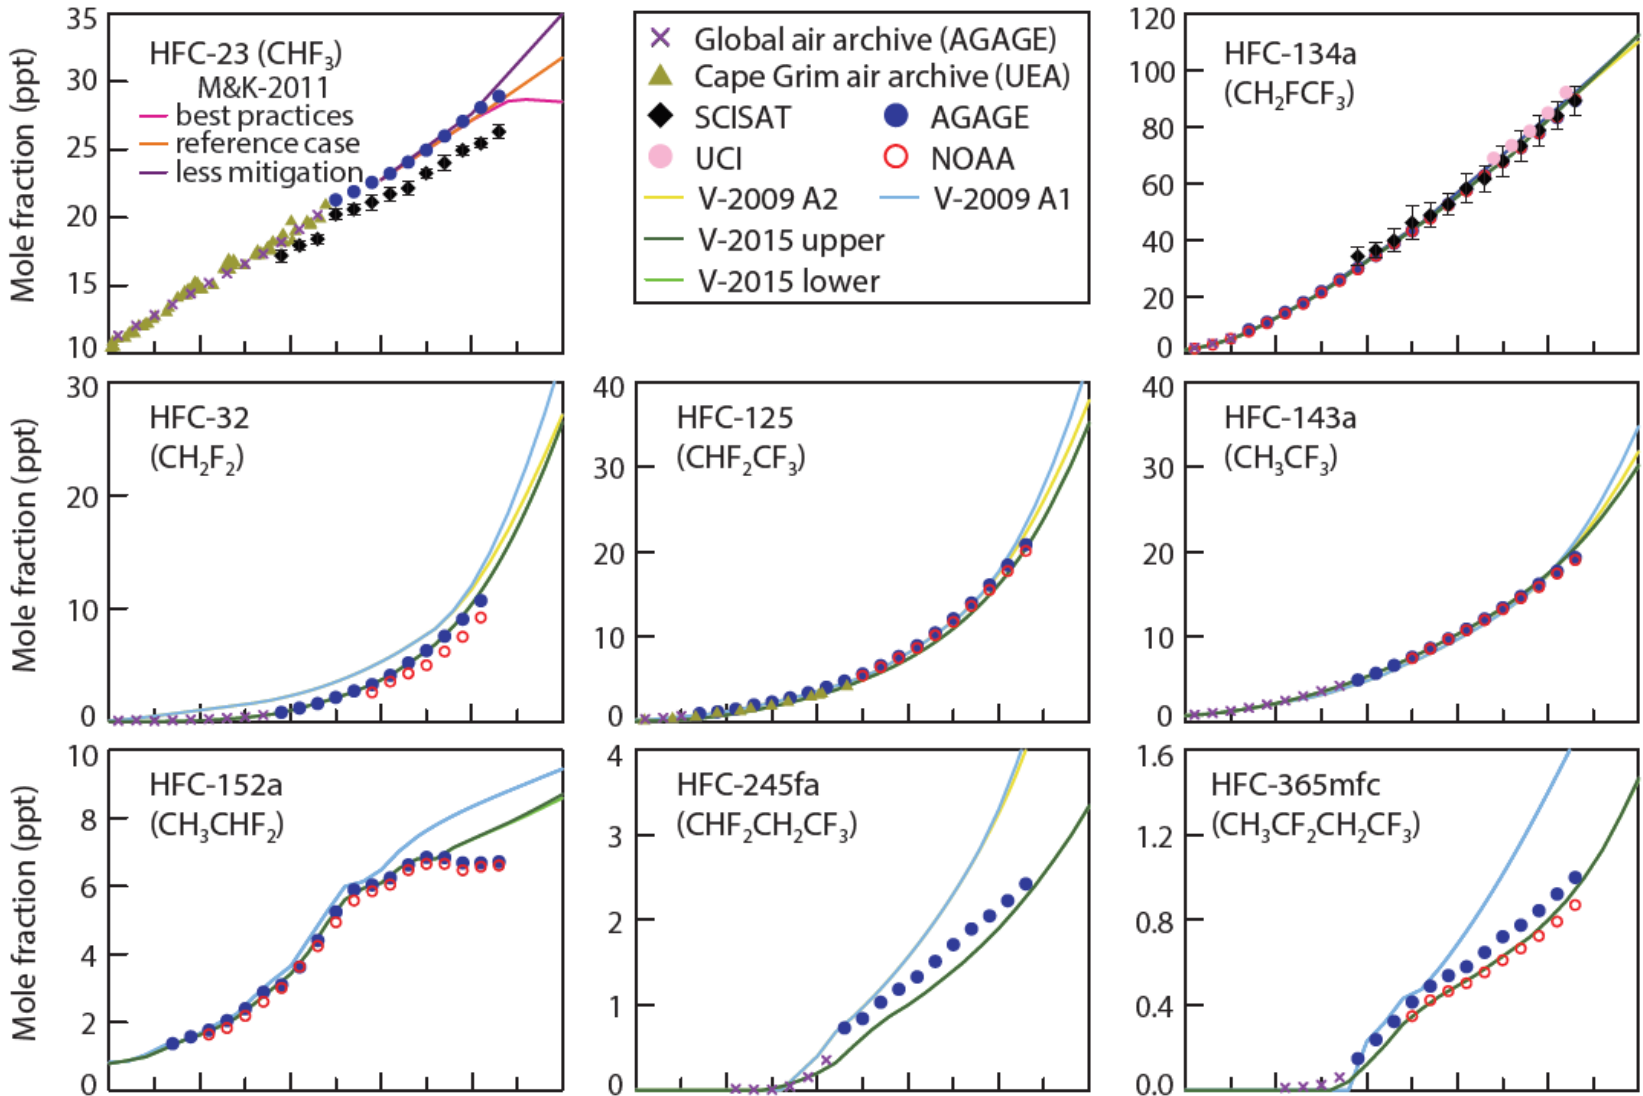 Mole fraction (ppt)
35
30
25
20
15
10
HFC-23 (CHF₃)
M&K-2011
best practices
reference case
less mitigation
Global air archive (AGAGE)
Cape Grim air archive (UEA)
SCISAT AGAGE
UCI NOAA
V-2009 A2 V-2009 A1
V-2015 upper
V-2015 lower
120
100
80
60
40
20
0
HFC-134a
(CH₂FCF₃)
Mole fraction (ppt)
30
20
10
0
HFC-32
(CH₂F₂)
40
30
20
10
0
HFC-125
(CHF₂CF₃)
40
30
20
10
0
HFC-143a
(CH₃CF₃)
Mole fraction (ppt)
10
8
6
4
2
0
HFC-152a
(CH₃CHF₂)
4
3
2
1
0
HFC-245fa
(CHF₂CH₂CF₃)
1.6
1.2
0.8
0.4
0.0
HFC-365mfc
(CH₃CF₂CH₂CF₃)